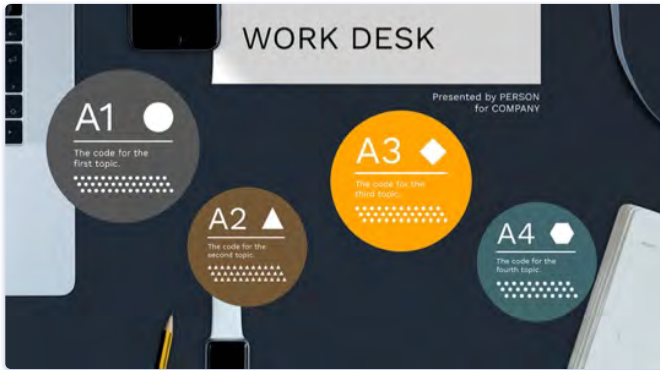 WORK DESK
Presented by PERSON
for COMPANY
A1
The code for the
first topic.
A2
The code for the
second topic.
A3
The code for the
third topic.
A4
The code for the
fourth topic.